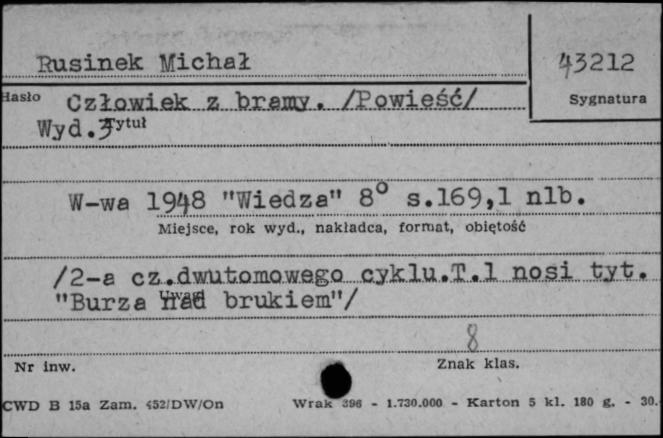 Rusinek Michał
43212
Hasło Człowiek z bramy. /Powieść/
Sygnatura
Wyd.3 Tytuł
W-wa 1948 "Wiedza" 8° s.169,1 nlb.
Miejsce, rok wyd., nakładca, format, objętość
/2-a cz.dwutomowego cyklu.T.1 nosi tyt.
Uwagi
"Burza nad brukiem"/
8
Nr inw.
Znak klas.
CWD B 15a Zam. 452/DW/On Wrak 396 - 1.730.000 - Karton 5 kl. 180 g. - 30.